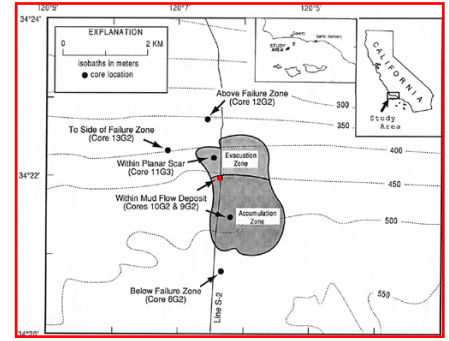 120°9'
120°7'
120°5'
34°24'
EXPLANATION
0 2 KM
isobaths in meters
core location
STUDY
AREA
CALIFORNIA
Study
Area
Above Failure Zone
(Core 12G2)
300
350
To Side of Failure Zone
(Core 13G2)
400
Evacuation
Zone
Within Planar Scar
(Core 11G3)
34°22'
450
Within Mud Flow Deposit
(Cores 10G2 & 9G2)
Accumulation
Zone
500
Below Failure Zone
(Core 8G2)
550
Line S-2
34°20'